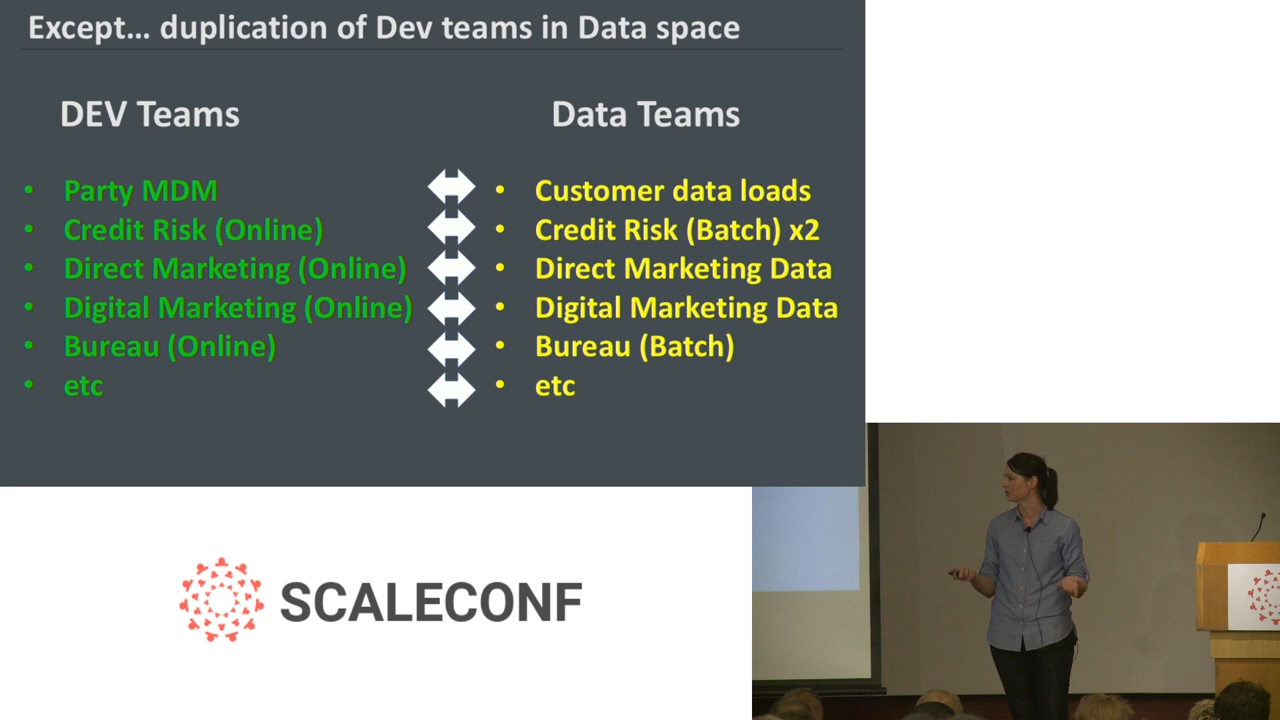 Except... duplication of Dev teams in Data space
DEV Teams
Data Teams
• Party MDM
• Customer data loads
• Credit Risk (Online)
• Credit Risk (Batch) x2
• Direct Marketing (Online)
• Direct Marketing Data
• Digital Marketing (Online)
• Digital Marketing Data
• Bureau (Online)
• Bureau (Batch)
• etc
• etc
SCALECONF